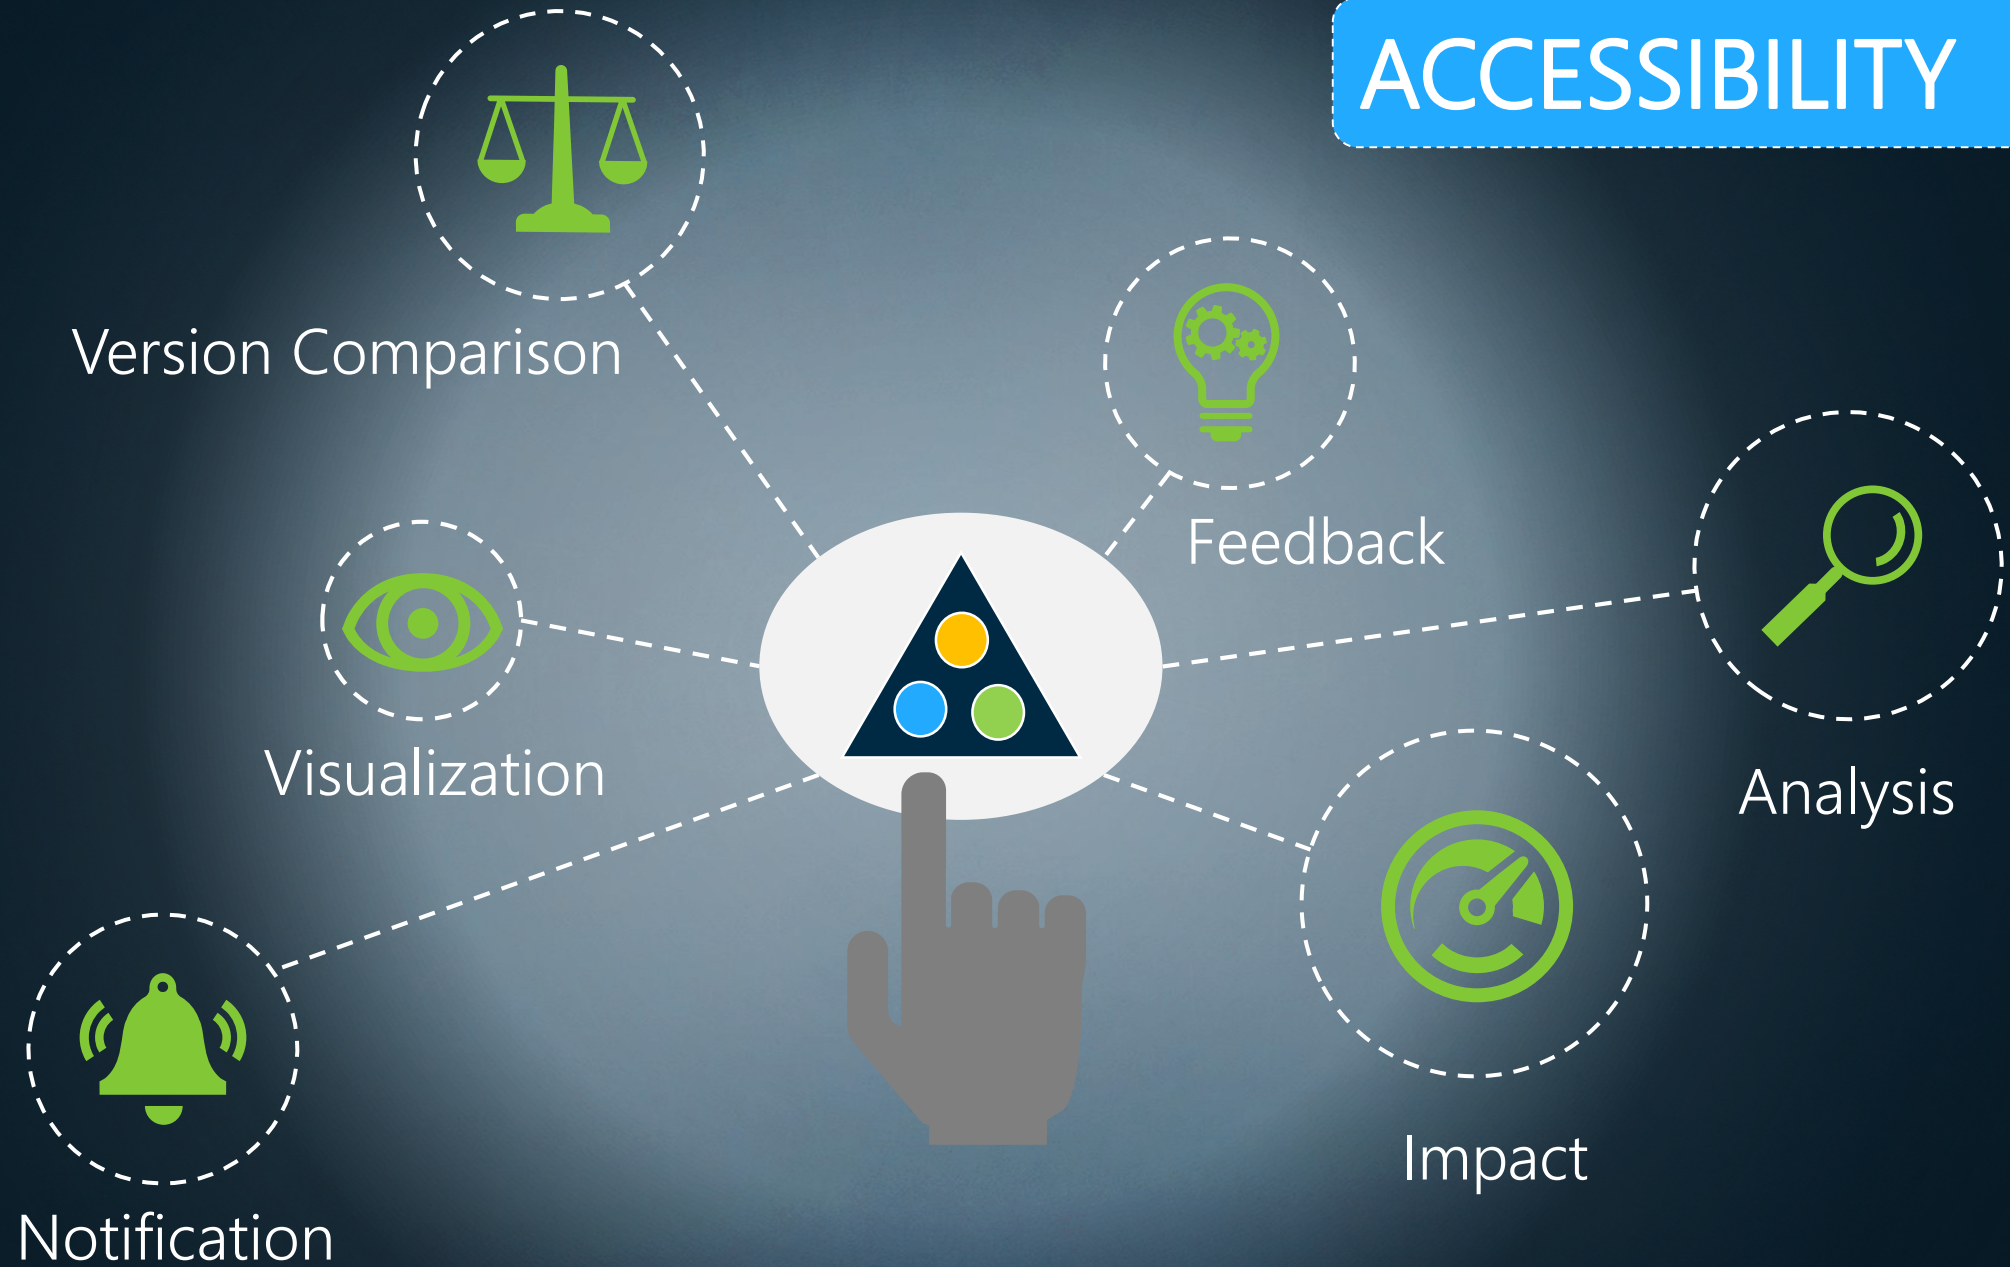 ACCESSIBILITY
Version Comparison
Feedback
Visualization
Analysis
Impact
Notification